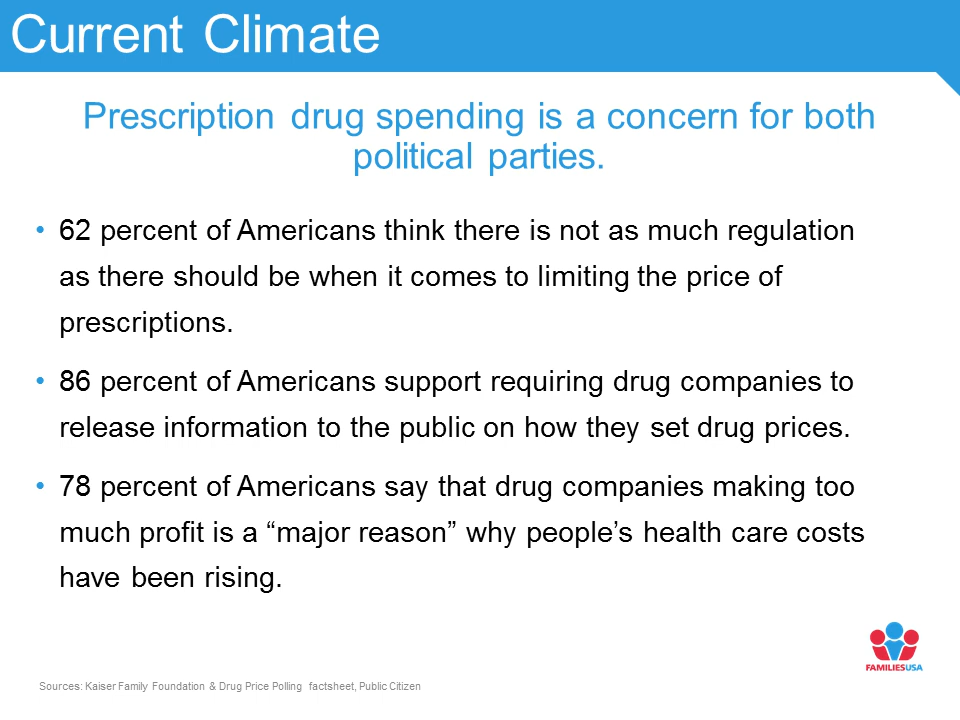 Current Climate
Prescription drug spending is a concern for both
political parties.
• 62 percent of Americans think there is not as much regulation
as there should be when it comes to limiting the price of
prescriptions.
• 86 percent of Americans support requiring drug companies to
release information to the public on how they set drug prices.
• 78 percent of Americans say that drug companies making too
much profit is a “major reason” why people’s health care costs
have been rising.
FAMILIESUSA
Sources: Kaiser Family Foundation & Drug Price Polling factsheet, Public Citizen